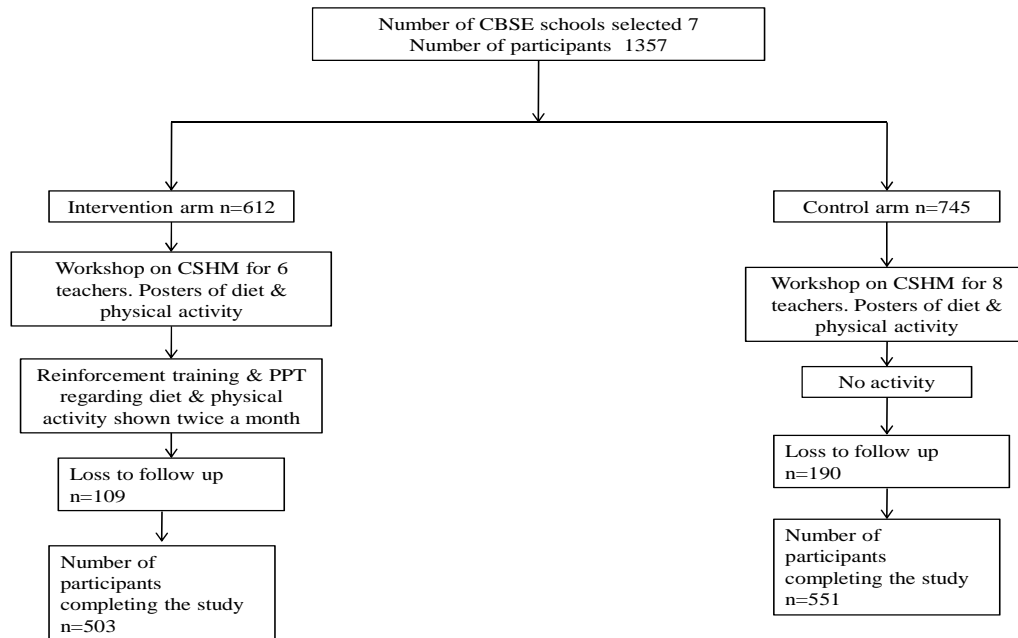 Number of CBSE schools selected 7
Number of participants 1357
Intervention arm n=612
Workshop on CSHM for 6
teachers. Posters of diet &
physical activity
Reinforcement training & PPT
regarding diet & physical
activity shown twice a month
Loss to follow up
n=109
Number of
participants
completing the study
n=503
Control arm n=745
Workshop on CSHM for 8
teachers. Posters of diet &
physical activity
No activity
Loss to follow up
n=190
Number of
participants
completing the study
n=551